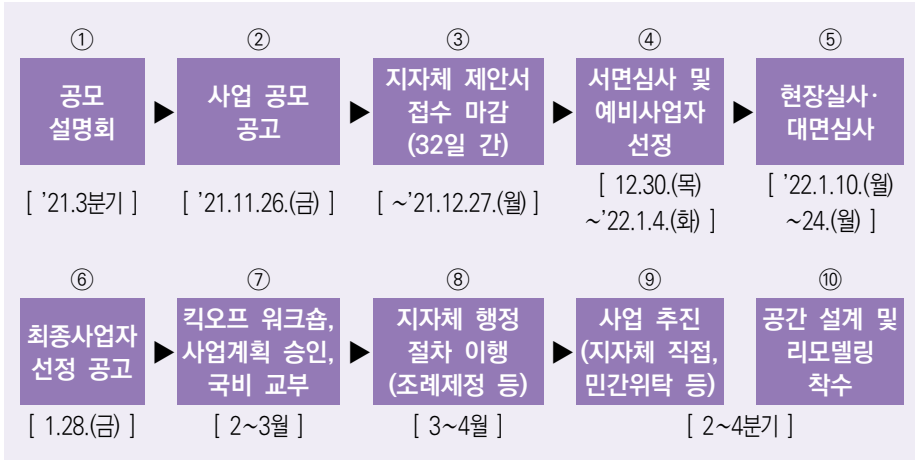 ①
공모
설명회
[ ’21.3분기 ]
②
사업 공모
공고
[ ’21.11.26.(금) ]
③
지자체 제안서
접수 마감
(32일 간)
[ ~’21.12.27.(월) ]
④
서면심사 및
예비사업자
선정
[ 12.30.(목)
~’22.1.4.(화) ]
⑤
현장실사·
대면심사
[ ’22.1.10.(월)
~24.(월) ]
⑥
최종사업자
선정 공고
[ 1.28.(금) ]
⑦
킥오프 워크숍,
사업계획 승인,
국비 교부
[ 2~3월 ]
⑧
지자체 행정
절차 이행
(조례제정 등)
[ 3~4월 ]
⑨
사업 추진
(지자체 직접,
민간위탁 등)
⑩
공간 설계 및
리모델링
착수
[ 2~4분기 ]